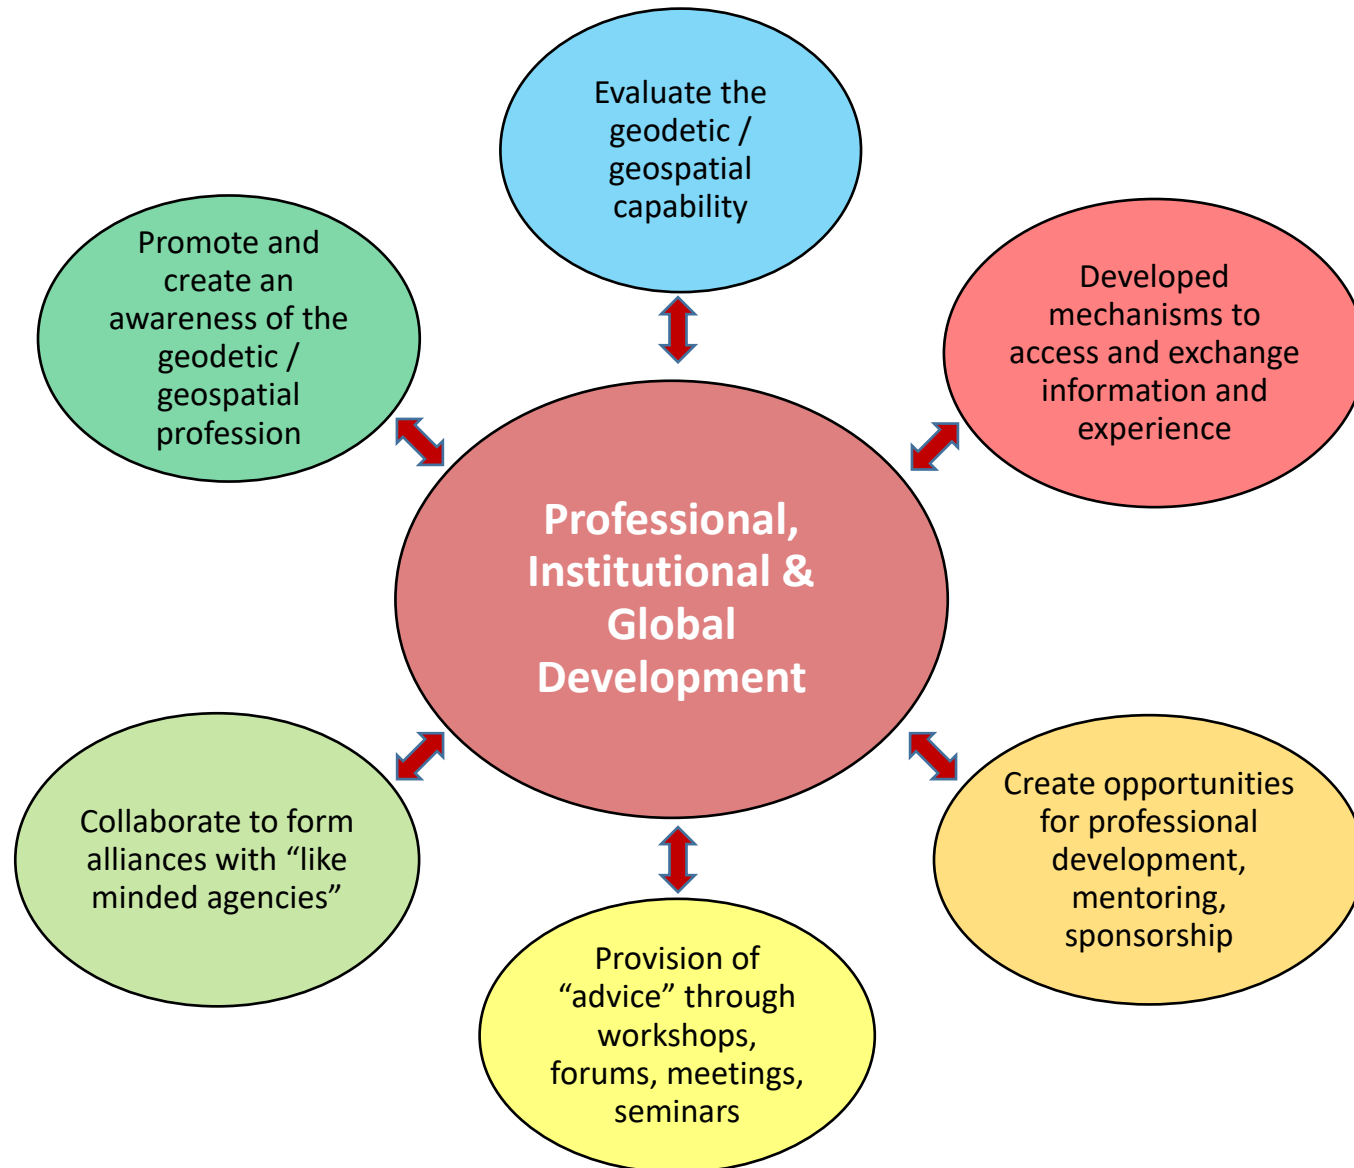 Evaluate the
geodetic /
geospatial
capability
Developed
mechanisms to
access and exchange
information and
experience
Create opportunities
for professional
development,
mentoring,
sponsorship
Provision of
“advice” through
workshops,
forums, meetings,
seminars
Collaborate to form
alliances with “like
minded agencies”
Promote and
create an
awareness of the
geodetic /
geospatial
profession
Professional,
Institutional &
Global
Development